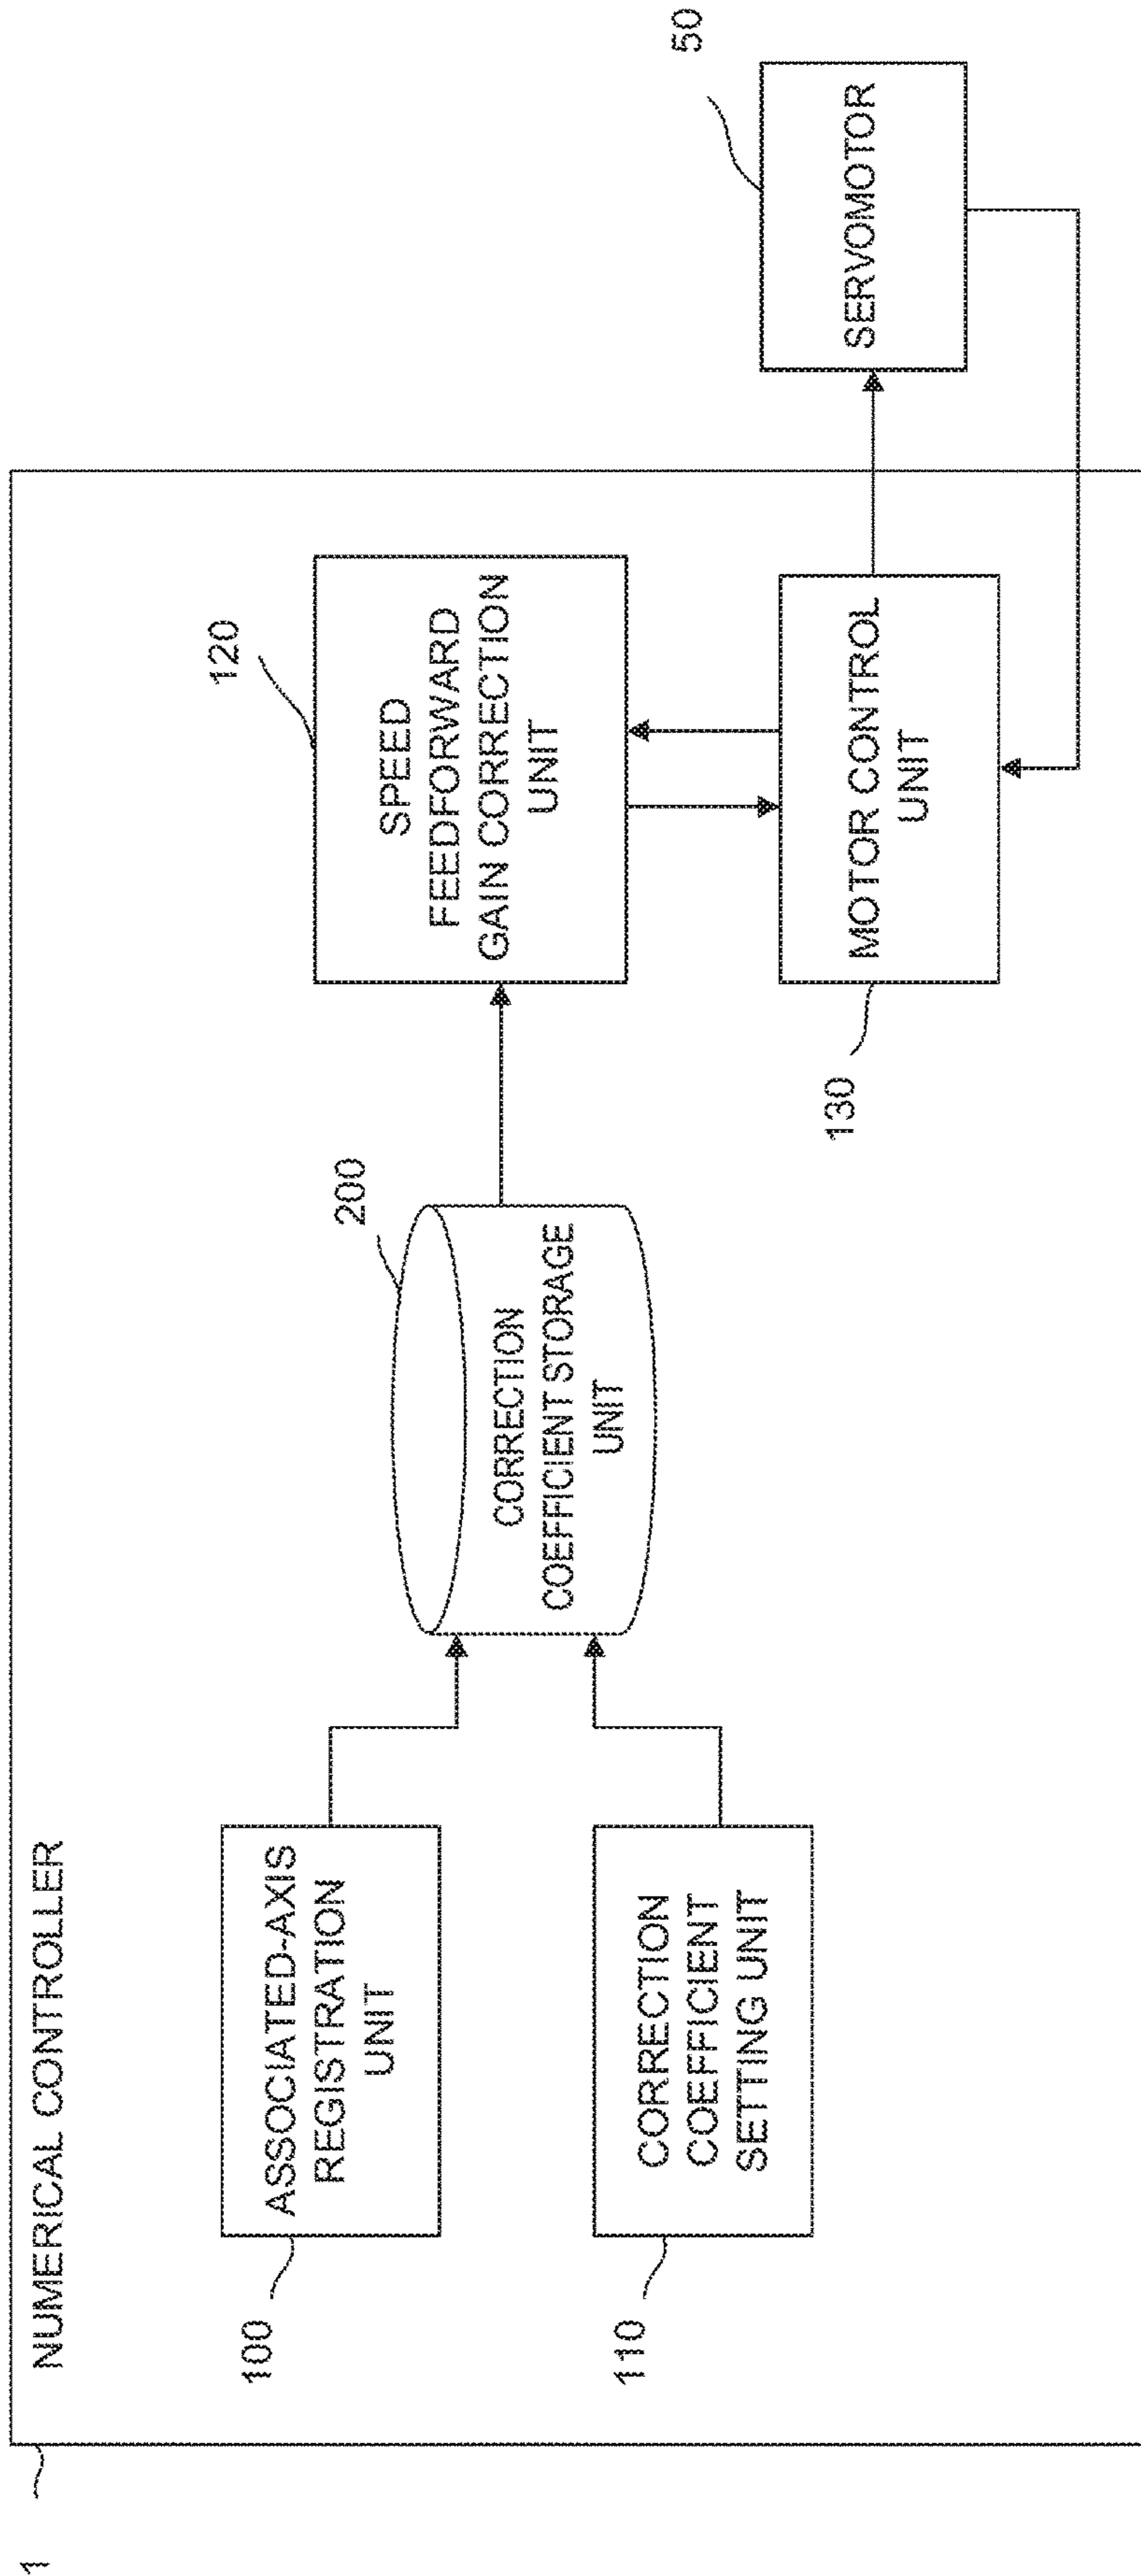 1
NUMERICAL CONTROLLER
100
ASSOCIATED-AXIS
REGISTRATION
UNIT
110
CORRECTION
COEFFICIENT
SETTING UNIT
200
CORRECTION
COEFFICIENT STORAGE
UNIT
120
SPEED
FEEDFORWARD
GAIN CORRECTION
UNIT
130
MOTOR CONTROL
UNIT
50
SERVOMOTOR